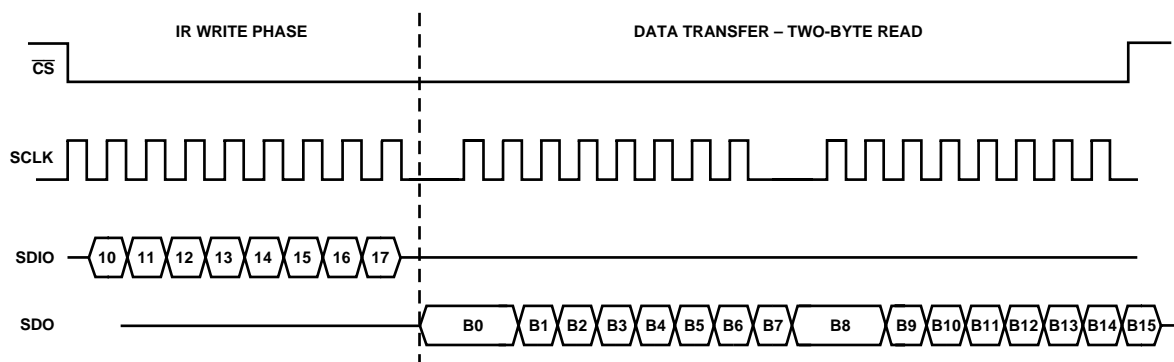 IR WRITE PHASE
DATA TRANSFER – TWO-BYTE READ
CS
SCLK
SDIO 10 11 12 13 14 15 16 17
SDO B0 B1 B2 B3 B4 B5 B6 B7 B8 B9 B10 B11 B12 B13 B14 B15